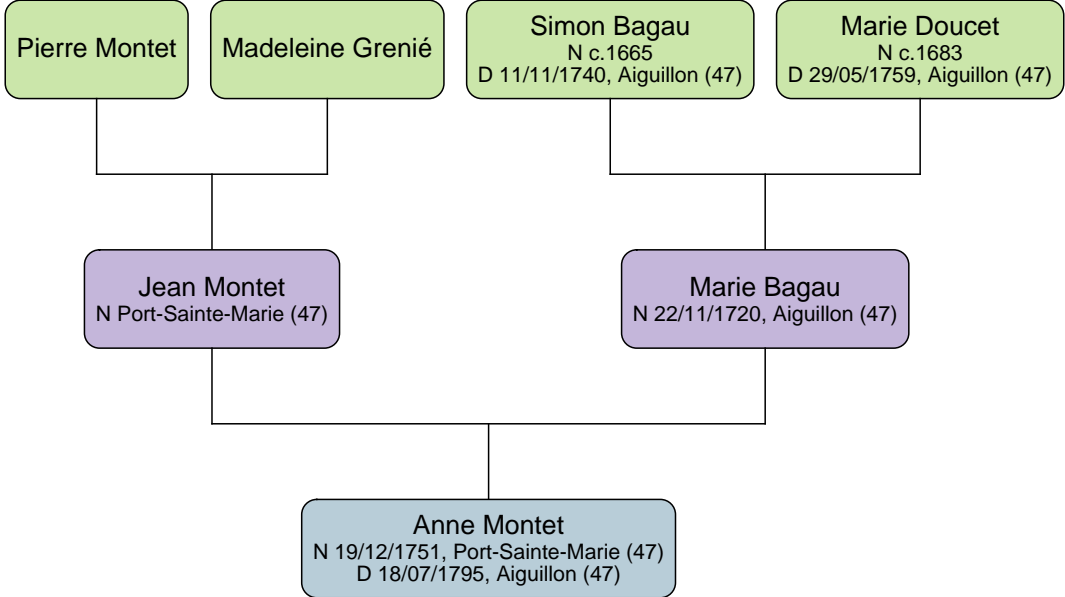 Pierre Montet
Madeleine Grenié
Simon Bagau
N c.1665
D 11/11/1740, Aiguillon (47)
Marie Doucet
N c.1683
D 29/05/1759, Aiguillon (47)
Jean Montet
N Port-Sainte-Marie (47)
Marie Bagau
N 22/11/1720, Aiguillon (47)
Anne Montet
N 19/12/1751, Port-Sainte-Marie (47)
D 18/07/1795, Aiguillon (47)